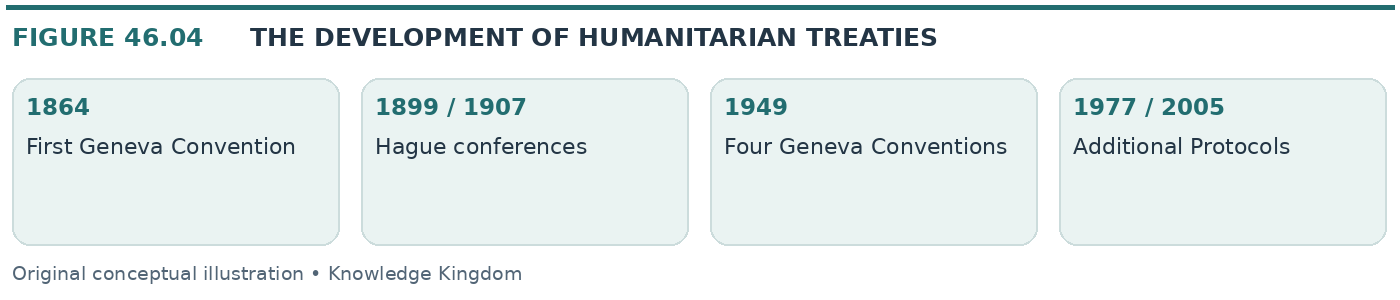 FIGURE 46.04 THE DEVELOPMENT OF HUMANITARIAN TREATIES
1864
First Geneva Convention
1899 / 1907
Hague conferences
1949
Four Geneva Conventions
1977 / 2005
Additional Protocols
Original conceptual illustration • Knowledge Kingdom